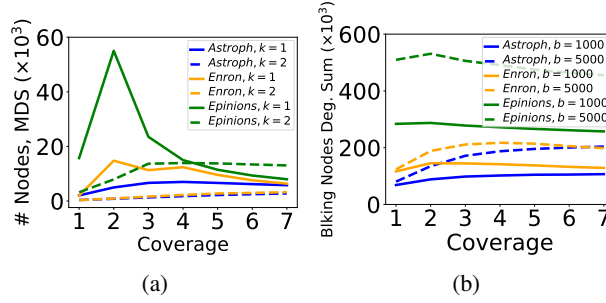 # Nodes, MDS (×10³)
60
40
20
0
1 2 3 4 5 6 7
Coverage
Astroph, k = 1
Astroph, k = 2
Enron, k = 1
Enron, k = 2
Epinions, k = 1
Epinions, k = 2
(a)
Blking Nodes Deg. Sum (×10³)
600
400
200
0
1 2 3 4 5 6 7
Coverage
Astroph, b = 1000
Astroph, b = 5000
Enron, b = 1000
Enron, b = 5000
Epinions, b = 1000
Epinions, b = 5000
(b)